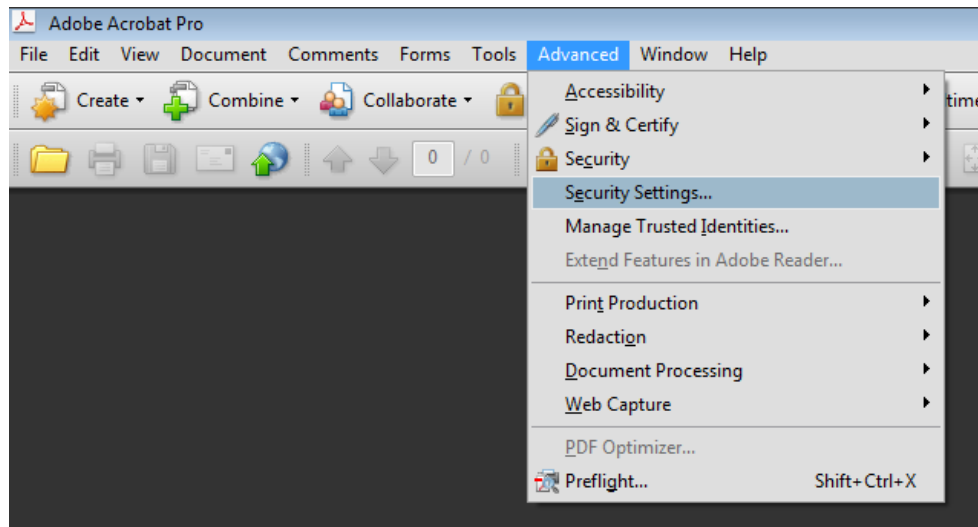 Adobe Acrobat Pro
File Edit View Document Comments Forms Tools Advanced Window Help
Create Combine Collaborate
0 / 0
Accessibility
Sign & Certify
Security
Security Settings...
Manage Trusted Identities...
Extend Features in Adobe Reader...
Print Production
Redaction
Document Processing
Web Capture
PDF Optimizer...
Preflight... Shift+Ctrl+X